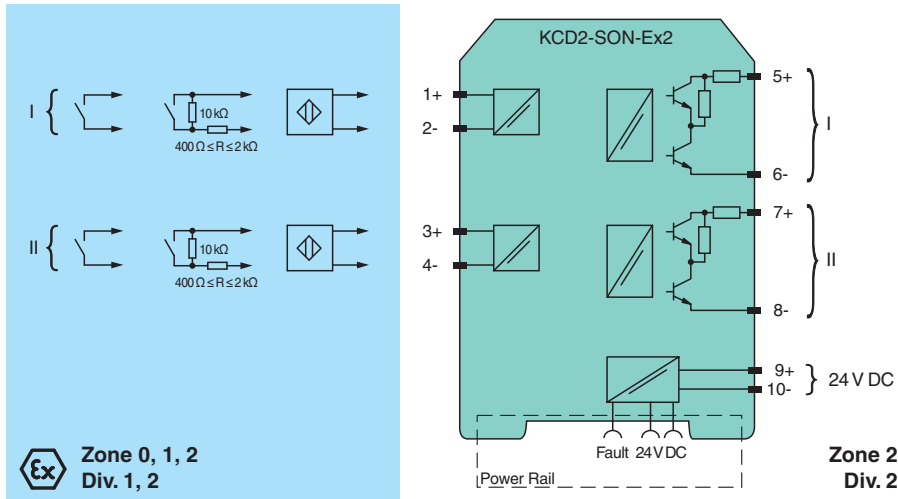 KCD2-SON-Ex2
I
10 kΩ
400 Ω ≤ R ≤ 2 kΩ
1+
2-
5+
6-
I
II
10 kΩ
400 Ω ≤ R ≤ 2 kΩ
3+
4-
7+
8-
II
9+
10-
24 V DC
Fault 24 V DC
Power Rail
Ex
Zone 0, 1, 2
Div. 1, 2
Zone 2
Div. 2